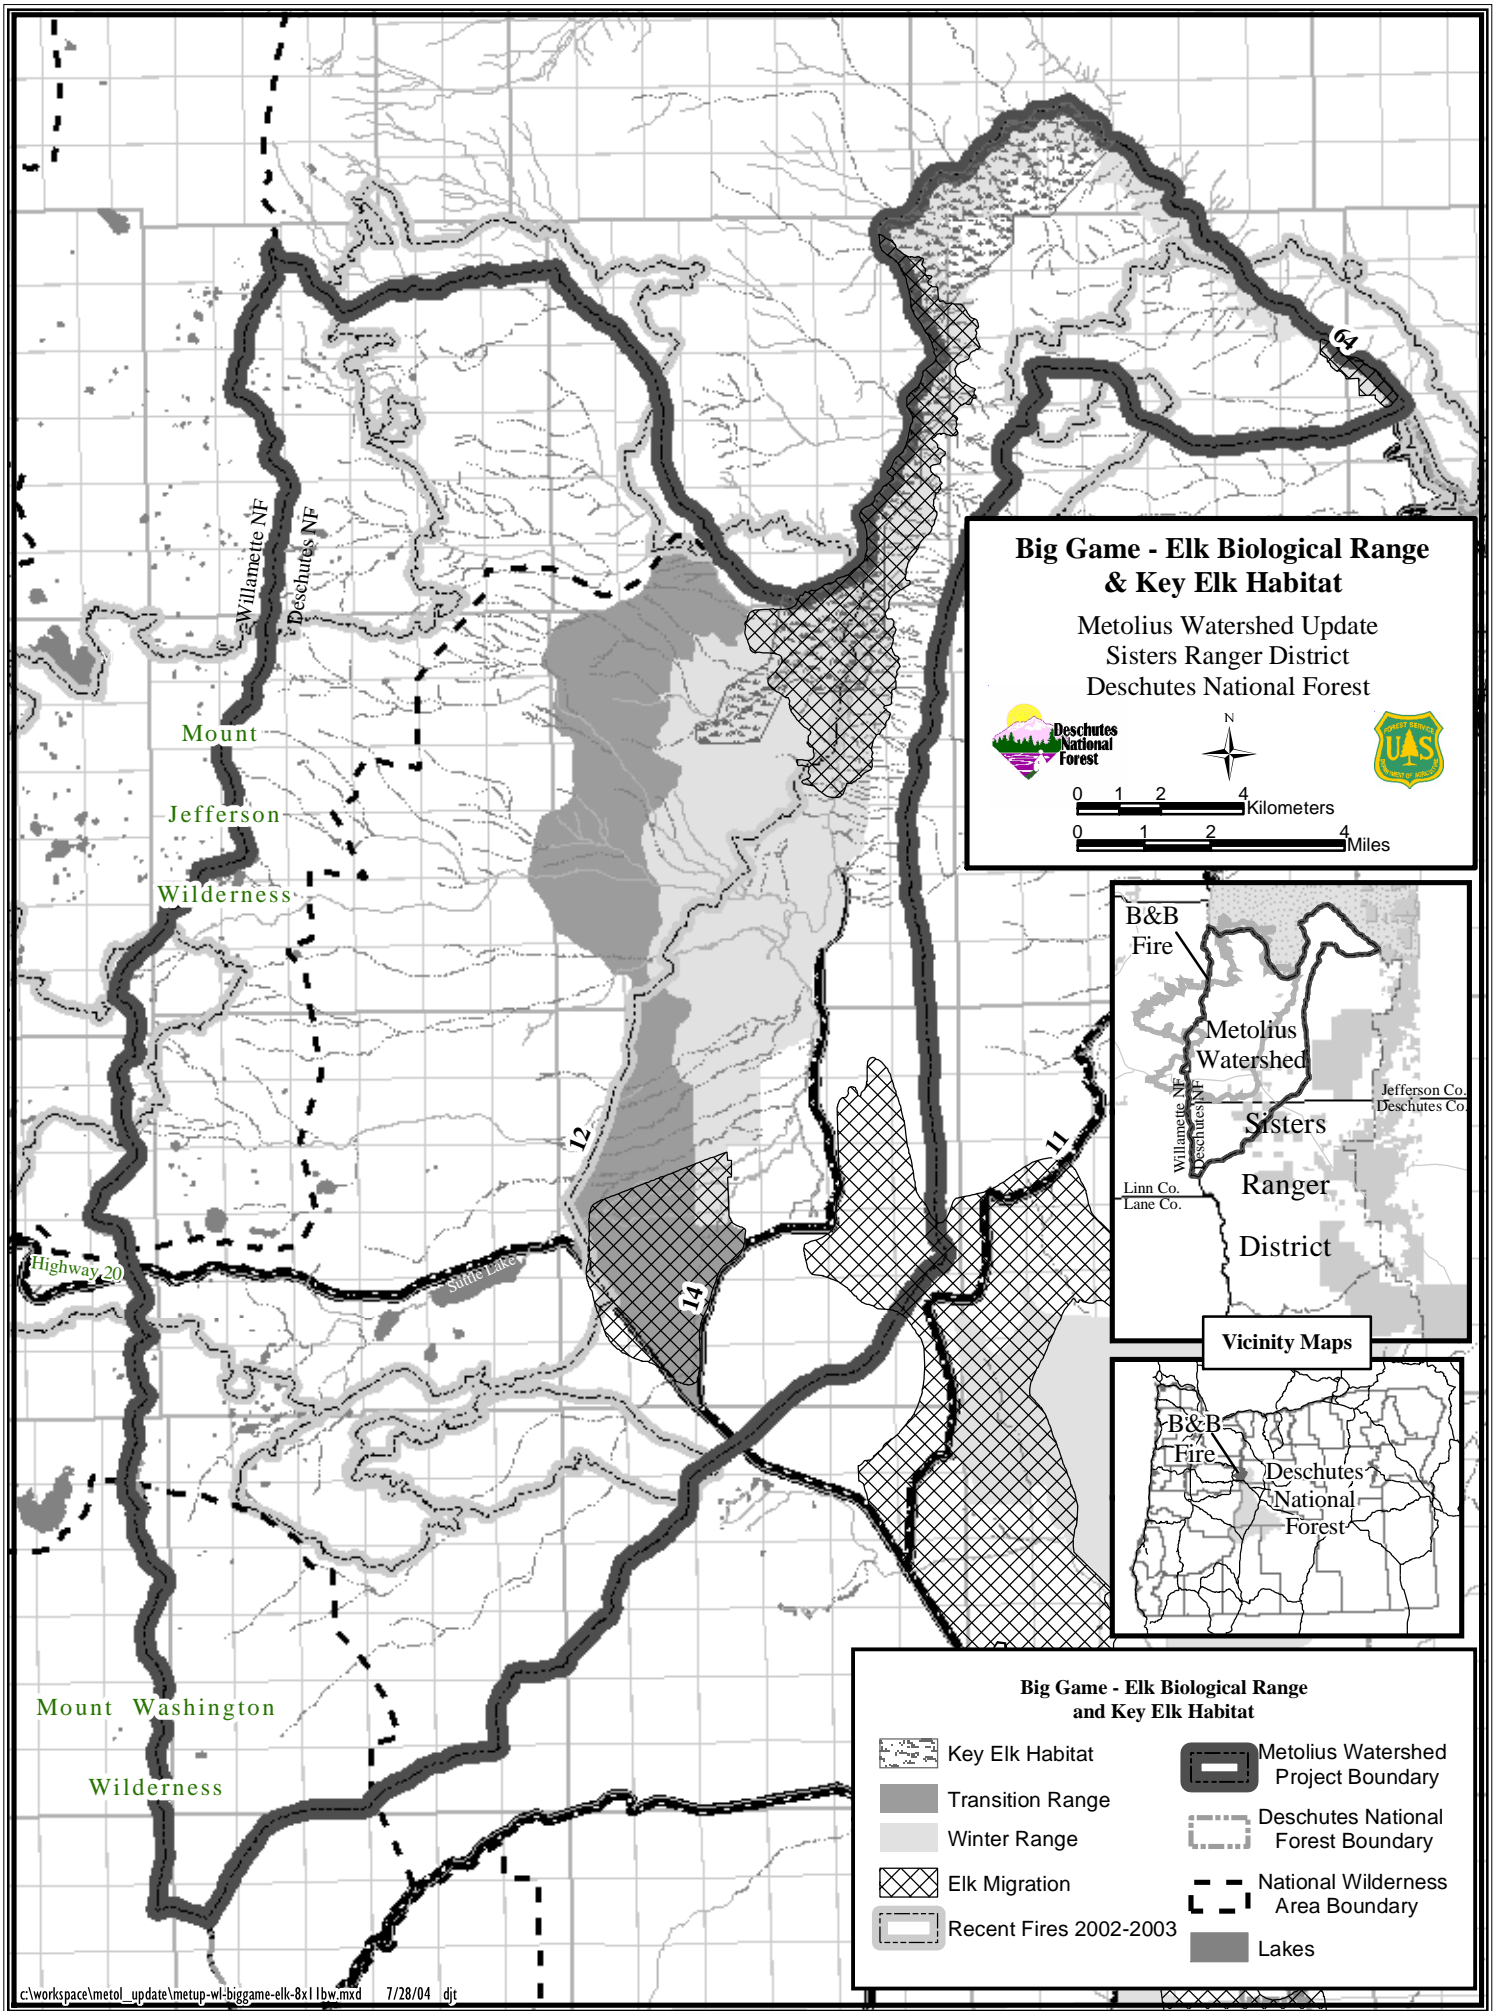 64
Willamette NF
Deschutes NF
Big Game - Elk Biological Range
& Key Elk Habitat
Metolius Watershed Update
Sisters Ranger District
Deschutes National Forest
Deschutes
National
Forest
N
FOREST SERVICE
UAS
DEPARTMENT OF AGRICULTURE
0 1 2 4
Kilometers
0 1 2 4
Miles
Mount
Jefferson
Wilderness
B&B
Fire
Metolius
Watershed
Willamette NF
Deschutes NF
Jefferson Co.
Deschutes Co.
Sisters
Linn Co.
Lane Co.
Ranger
District
12
11
Highway 20
Suttle Lake
14
Vicinity Maps
B&B
Fire
Deschutes
National
Forest
Mount Washington
Wilderness
Big Game - Elk Biological Range
and Key Elk Habitat
Key Elk Habitat
Transition Range
Winter Range
Elk Migration
Recent Fires 2002-2003
Metolius Watershed
Project Boundary
Deschutes National
Forest Boundary
National Wilderness
Area Boundary
Lakes
c:\workspace\metol_update\metup-wl-biggame-elk-8x11bw.mxd 7/28/04 djt